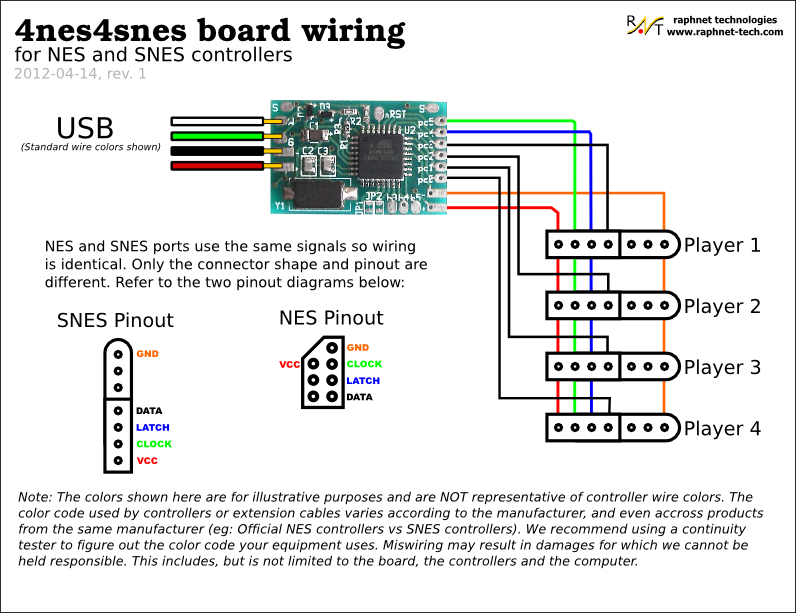 4nes4snes board wiring
for NES and SNES controllers
2012-04-14, rev. 1
raphnet technologies
www.raphnet-tech.com
USB
(Standard wire colors shown)
RST
C1
R2
U2
C2 C3
Y1
JP2
NES and SNES ports use the same signals so wiring
is identical. Only the connector shape and pinout are
different. Refer to the two pinout diagrams below:
Player 1
Player 2
Player 3
Player 4
SNES Pinout
GND
DATA
LATCH
CLOCK
VCC
NES Pinout
GND
VCC CLOCK
LATCH
DATA
Note: The colors shown here are for illustrative purposes and are NOT representative of controller wire colors. The
color code used by controllers or extension cables varies according to the manufacturer, and even accross products
from the same manufacturer (eg: Official NES controllers vs SNES controllers). We recommend using a continuity
tester to figure out the color code your equipment uses. Miswiring may result in damages for which we cannot be
held responsible. This includes, but is not limited to the board, the controllers and the computer.